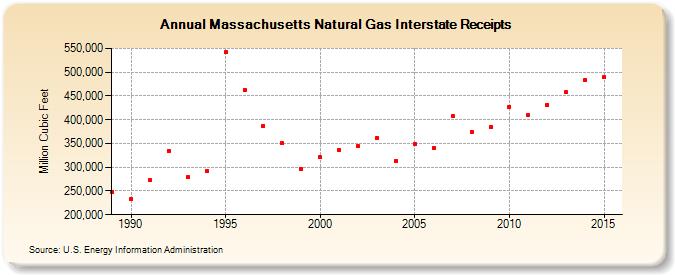 Annual Massachusetts Natural Gas Interstate Receipts
Million Cubic Feet
550,000
500,000
450,000
400,000
350,000
300,000
250,000
200,000
1990 1995 2000 2005 2010 2015
Source: U.S. Energy Information Administration